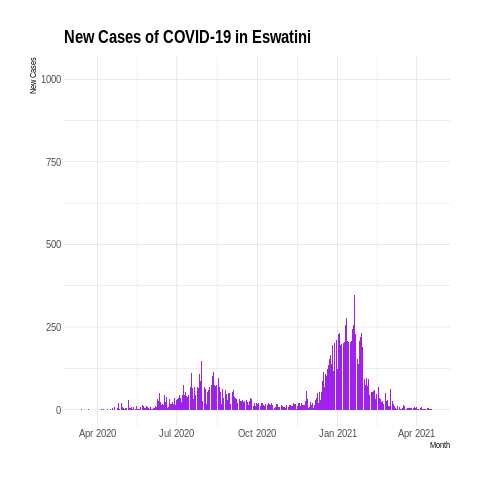 New Cases of COVID-19 in Eswatini
New Cases
1000
750
500
250
0
Apr 2020 Jul 2020 Oct 2020 Jan 2021 Apr 2021
Month